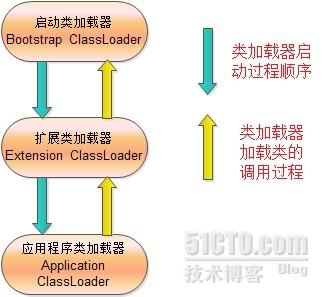 启动类加载器
Bootstrap ClassLoader
扩展类加载器
Extension ClassLoader
应用程序类加载器
Application
ClassLoader
类加载器启
动过程顺序
类加载器
加载类的
调用过程
51CTO.com
技术博客 Blog